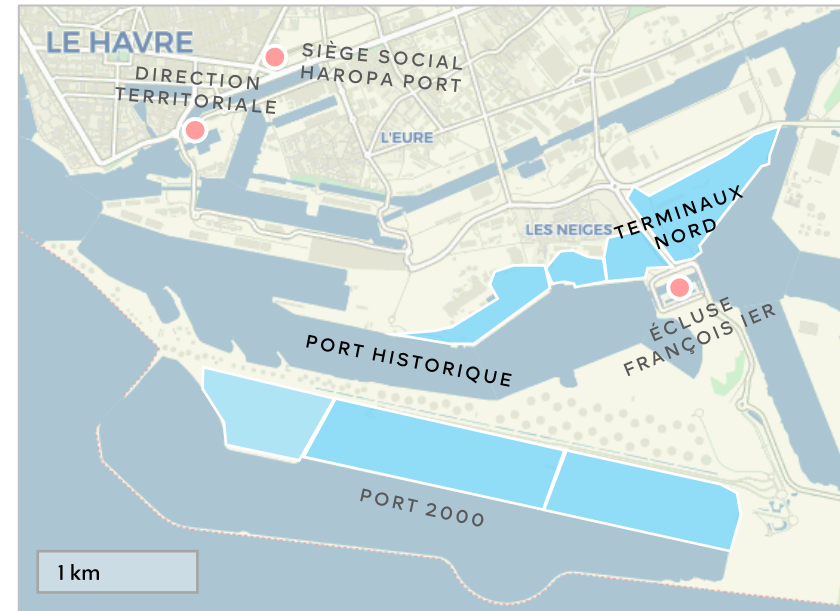 LE HAVRE
SIÈGE SOCIAL
HAROPA PORT
DIRECTION
TERRITORIALE
L'EURE
LES NEIGES
TERMINAUX
NORD
ÉCLUSE
FRANÇOIS IER
PORT HISTORIQUE
PORT 2000
1 km